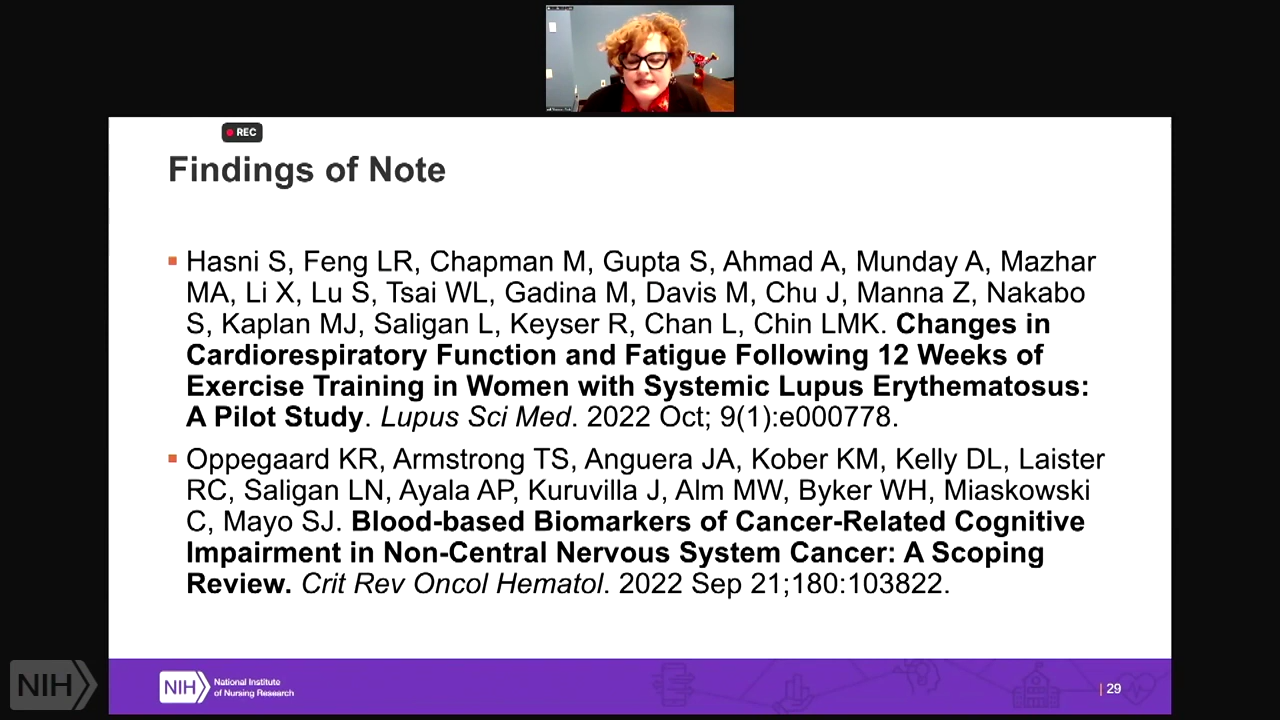 REC
Findings of Note
Hasni S, Feng LR, Chapman M, Gupta S, Ahmad A, Munday A, Mazhar
MA, Li X, Lu S, Tsai WL, Gadina M, Davis M, Chu J, Manna Z, Nakabo
S, Kaplan MJ, Saligan L, Keyser R, Chan L, Chin LMK. Changes in
Cardiorespiratory Function and Fatigue Following 12 Weeks of
Exercise Training in Women with Systemic Lupus Erythematosus:
A Pilot Study. Lupus Sci Med. 2022 Oct; 9(1):e000778.
Oppegaard KR, Armstrong TS, Anguera JA, Kober KM, Kelly DL, Laister
RC, Saligan LN, Ayala AP, Kuruvilla J, Alm MW, Byker WH, Miaskowski
C, Mayo SJ. Blood-based Biomarkers of Cancer-Related Cognitive
Impairment in Non-Central Nervous System Cancer: A Scoping
Review. Crit Rev Oncol Hematol. 2022 Sep 21;180:103822.
NIH
NIH
National Institute
of Nursing Research
| 29